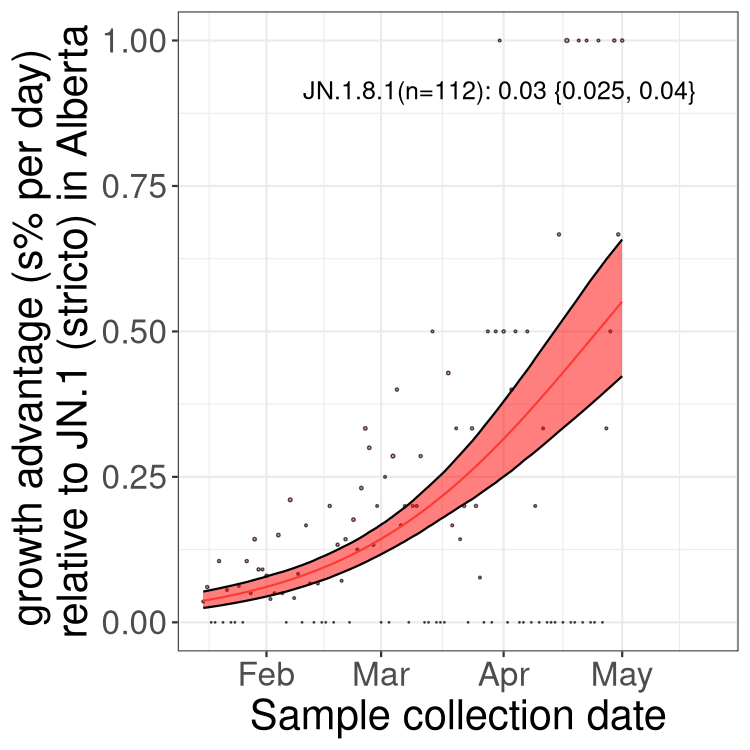 growth advantage (s% per day)
relative to JN.1 (stricto) in Alberta
1.00
0.75
0.50
0.25
0.00
JN.1.8.1(n=112): 0.03 {0.025, 0.04}
Feb
Mar
Apr
May
Sample collection date